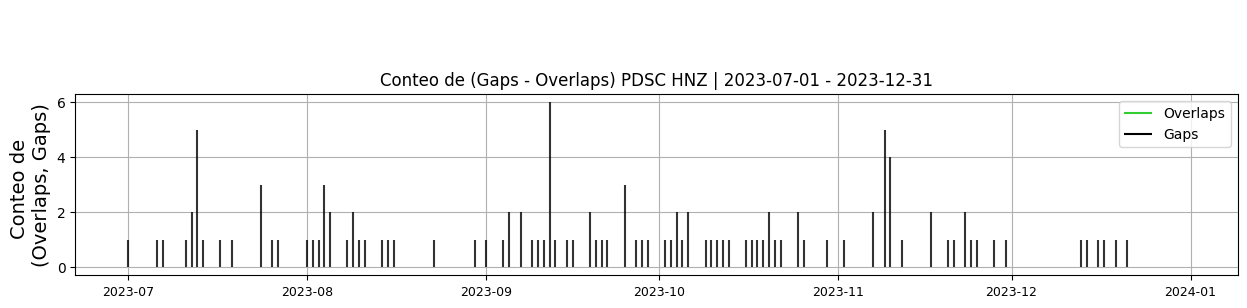 Conteo de (Gaps - Overlaps) PDSC HNZ | 2023-07-01 - 2023-12-31
Conteo de
(Overlaps, Gaps)
6
4
2
0
Overlaps
Gaps
2023-07
2023-08
2023-09
2023-10
2023-11
2023-12
2024-01